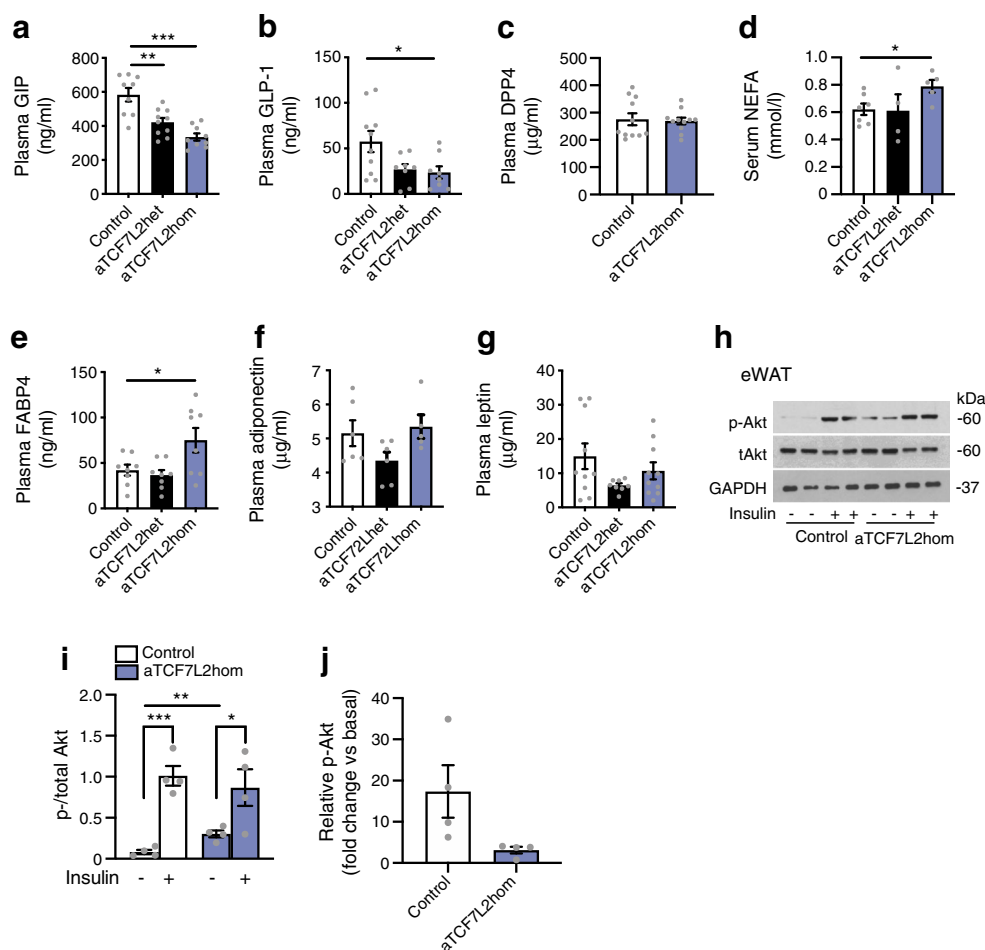 a
Plasma GIP
(ng/ml)
800
600
400
200
0
***
**
Control
aTCF7L2het
aTCF7L2hom
b
Plasma GLP-1
(ng/ml)
150
100
50
0
*
Control
aTCF7L2het
aTCF7L2hom
c
Plasma DPP4
(µg/ml)
500
400
300
200
100
0
Control
aTCF7L2hom
d
Serum NEFA
(mmol/l)
1.0
0.8
0.6
0.4
0.2
0
*
Control
aTCF7L2het
aTCF7L2hom
e
Plasma FABP4
(ng/ml)
150
100
50
0
*
Control
aTCF7L2het
aTCF7L2hom
f
Plasma adiponectin
(µg/ml)
7
6
5
4
3
Control
aTCF72Lhet
aTCF72Lhom
g
Plasma leptin
(µg/ml)
50
40
30
20
10
0
Control
aTCF7L2het
aTCF7L2hom
h
eWAT
kDa
p-Akt -60
tAkt -60
GAPDH -37
Insulin - - + + - - + +
Control aTCF7L2hom
i
Control
aTCF7L2hom
p-/total Akt
2.0
1.5
1.0
0.5
0
**
*** *
Insulin - + - +
j
Relative p-Akt
(fold change vs basal)
40
30
20
10
0
Control
aTCF7L2hom